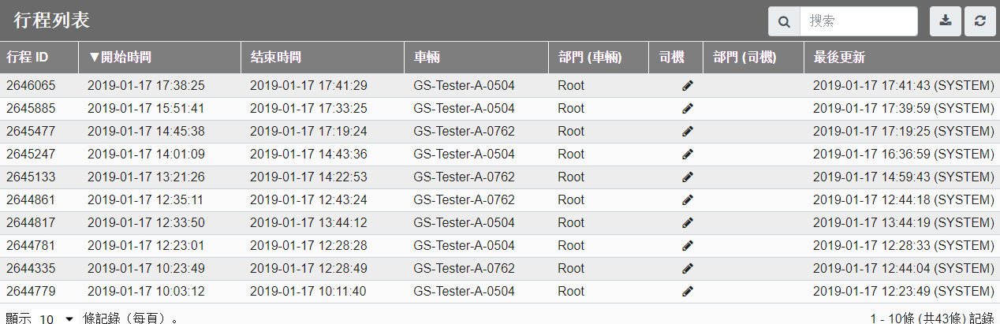 行程列表 搜索
行程 ID ▼開始時間 結束時間 車輛 部門 (車輛) 司機 部門 (司機) 最後更新
2646065 2019-01-17 17:38:25 2019-01-17 17:41:29 GS-Tester-A-0504 Root 2019-01-17 17:41:43 (SYSTEM)
2645885 2019-01-17 15:51:41 2019-01-17 17:33:25 GS-Tester-A-0504 Root 2019-01-17 17:39:59 (SYSTEM)
2645477 2019-01-17 14:45:38 2019-01-17 17:19:24 GS-Tester-A-0762 Root 2019-01-17 17:19:25 (SYSTEM)
2645247 2019-01-17 14:01:09 2019-01-17 14:43:36 GS-Tester-A-0504 Root 2019-01-17 16:36:59 (SYSTEM)
2645133 2019-01-17 13:21:26 2019-01-17 14:22:53 GS-Tester-A-0762 Root 2019-01-17 14:59:43 (SYSTEM)
2644861 2019-01-17 12:35:11 2019-01-17 12:43:24 GS-Tester-A-0762 Root 2019-01-17 12:44:18 (SYSTEM)
2644817 2019-01-17 12:33:50 2019-01-17 13:44:12 GS-Tester-A-0504 Root 2019-01-17 13:44:19 (SYSTEM)
2644781 2019-01-17 12:23:01 2019-01-17 12:28:28 GS-Tester-A-0504 Root 2019-01-17 12:28:33 (SYSTEM)
2644335 2019-01-17 10:23:49 2019-01-17 12:28:49 GS-Tester-A-0762 Root 2019-01-17 12:44:04 (SYSTEM)
2644779 2019-01-17 10:03:12 2019-01-17 10:11:40 GS-Tester-A-0504 Root 2019-01-17 12:23:49 (SYSTEM)
顯示 10 條記錄（每頁）。 1 - 10條 (共43條) 記錄